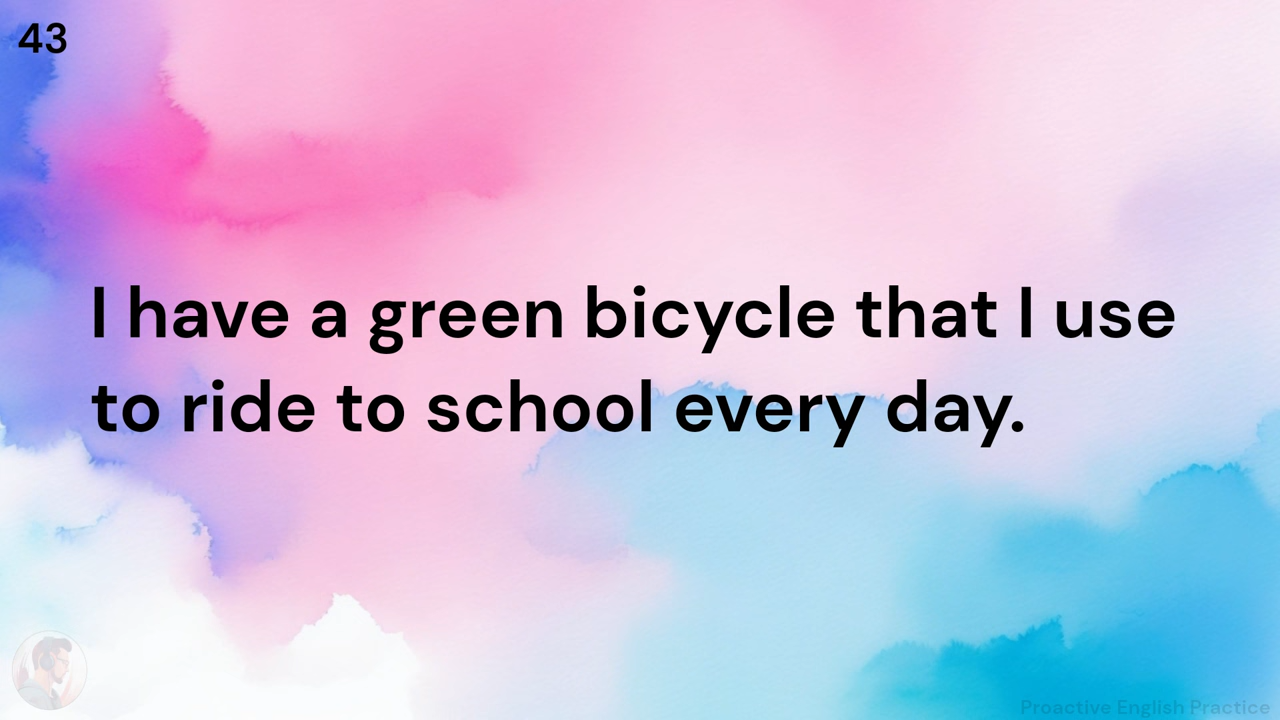 43
I have a green bicycle that I use
to ride to school every day.
Proactive English Practice